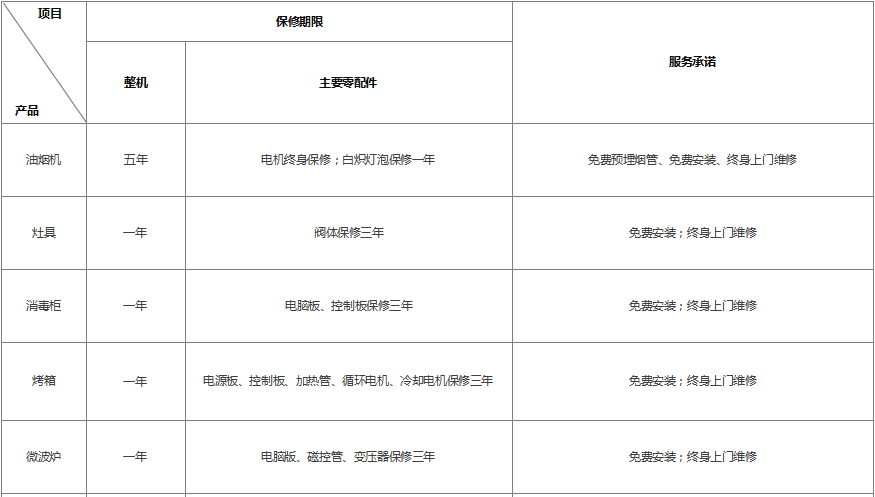 项目
保修期限
服务承诺
整机
主要零配件
产品
油烟机
五年
电机终身保修；白炽灯泡保修一年
免费预埋烟管、免费安装、终身上门维修
灶具
一年
阀体保修三年
免费安装；终身上门维修
消毒柜
一年
电脑板、控制板保修三年
免费安装；终身上门维修
烤箱
一年
电源板、控制板、加热管、循环电机、冷却电机保修三年
免费安装；终身上门维修
微波炉
一年
电脑版、磁控管、变压器保修三年
免费安装；终身上门维修